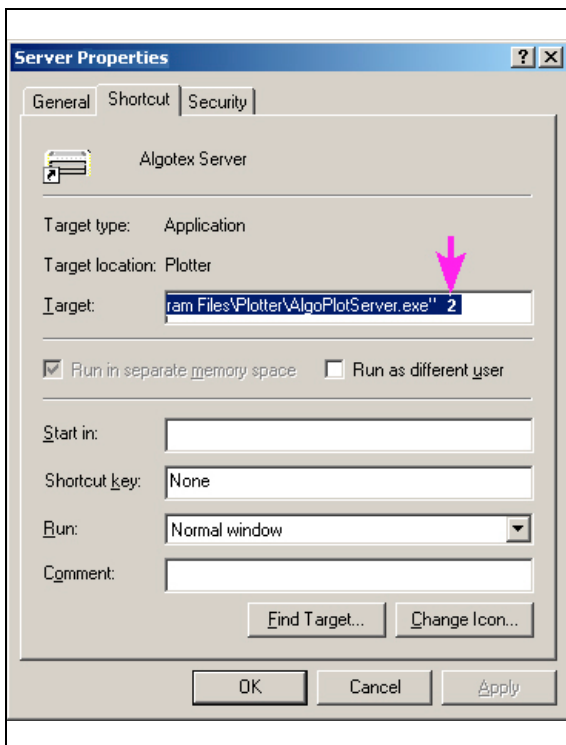 Server Properties
General Shortcut Security
Algotex Server
Target type: Application
Target location: Plotter
Target: ram Files\Plotter\AlgoPlotServer.exe" 2
Run in separate memory space Run as different user
Start in:
Shortcut key: None
Run: Normal window
Comment:
Find Target... Change Icon...
OK Cancel Apply